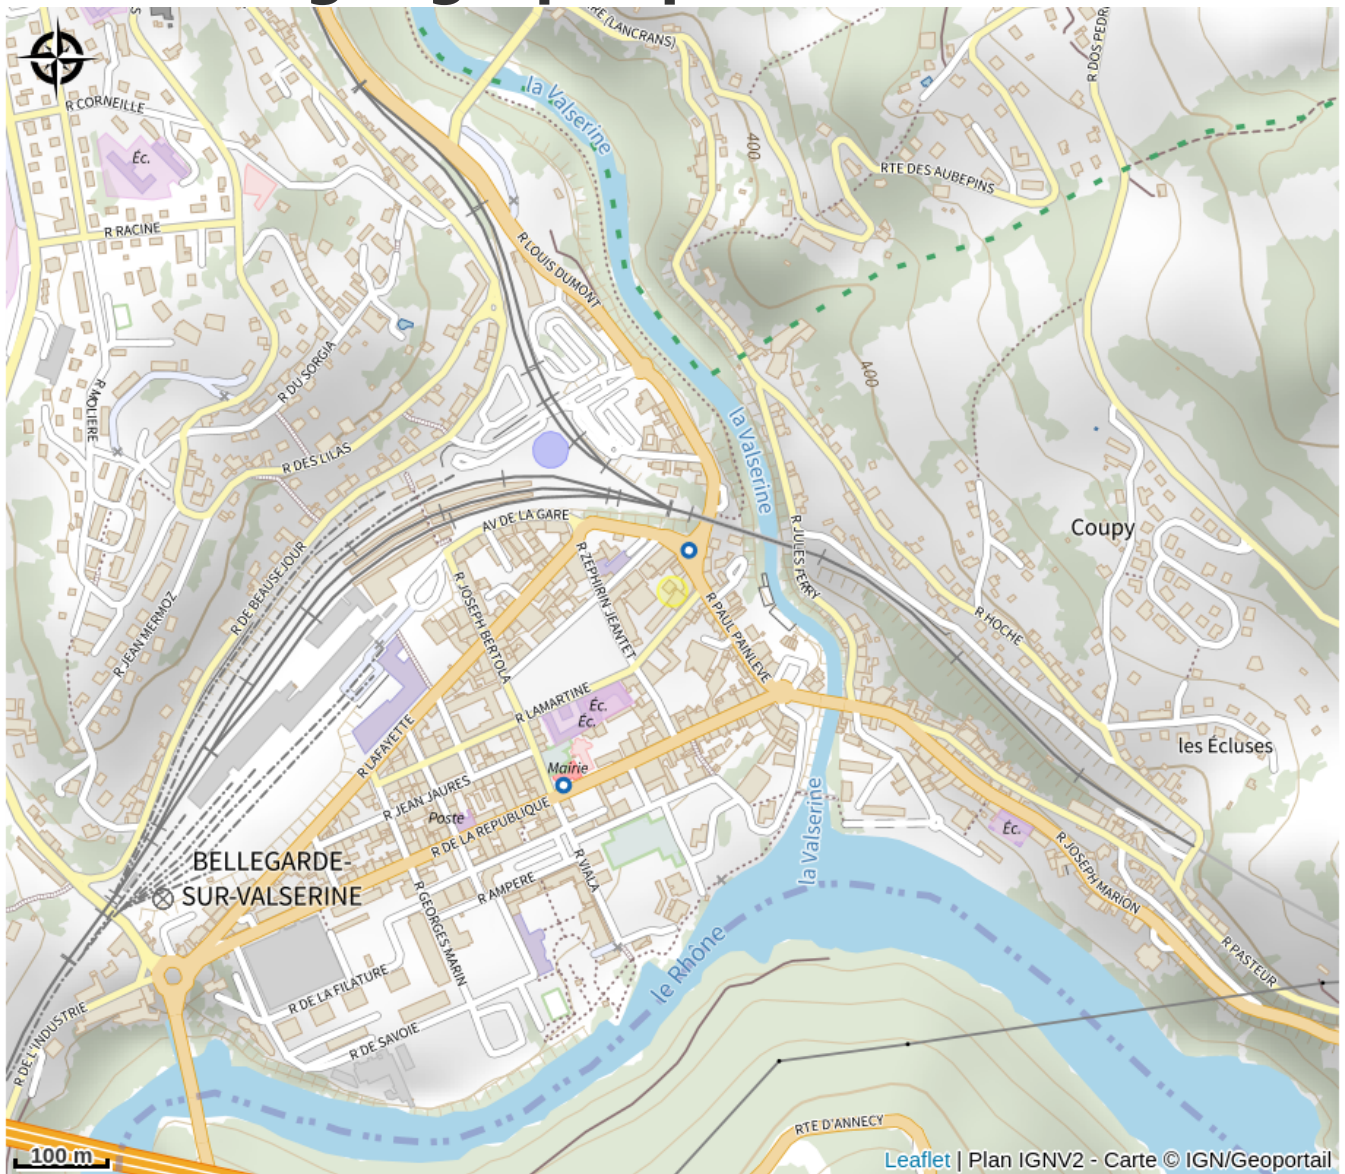 RE (LANCRANS)
R DOS PEDR
la Valserine
R CORNEILLE
400
Éc.
RTE DES AUBEPINS
R RACINE
R LOUIS DUMONT
R DU SORGIA
400
R MOLIERE
la Valserine
R DES LILAS
AV DE LA GARE
Coupy
R JULES FERRY
R DE BEAUSEJOUR
R ZEPHIRIN JEANTET
R JOSEPH BERTOLA
R PAUL PAINLEVE
R HOCHE
R JEAN MERMOZ
R LAMARTINE
Éc.
Éc.
R LAFAYETTE
les Écluses
Mairie
R JEAN JAURES
Poste
R DE LA REPUBLIQUE
la Valserine
Éc.
BELLEGARDE-
SUR-VALSERINE
R VIALA
R AMPERE
R JOSEPH MARION
R GEORGES MARIN
le Rhône
R PASTEUR
R DE LA FILATURE
R DE L'INDUSTRIE
R DE SAVOIE
RTE D'ANNECY
100 m
Leaflet | Plan IGNV2 - Carte © IGN/Geoportail